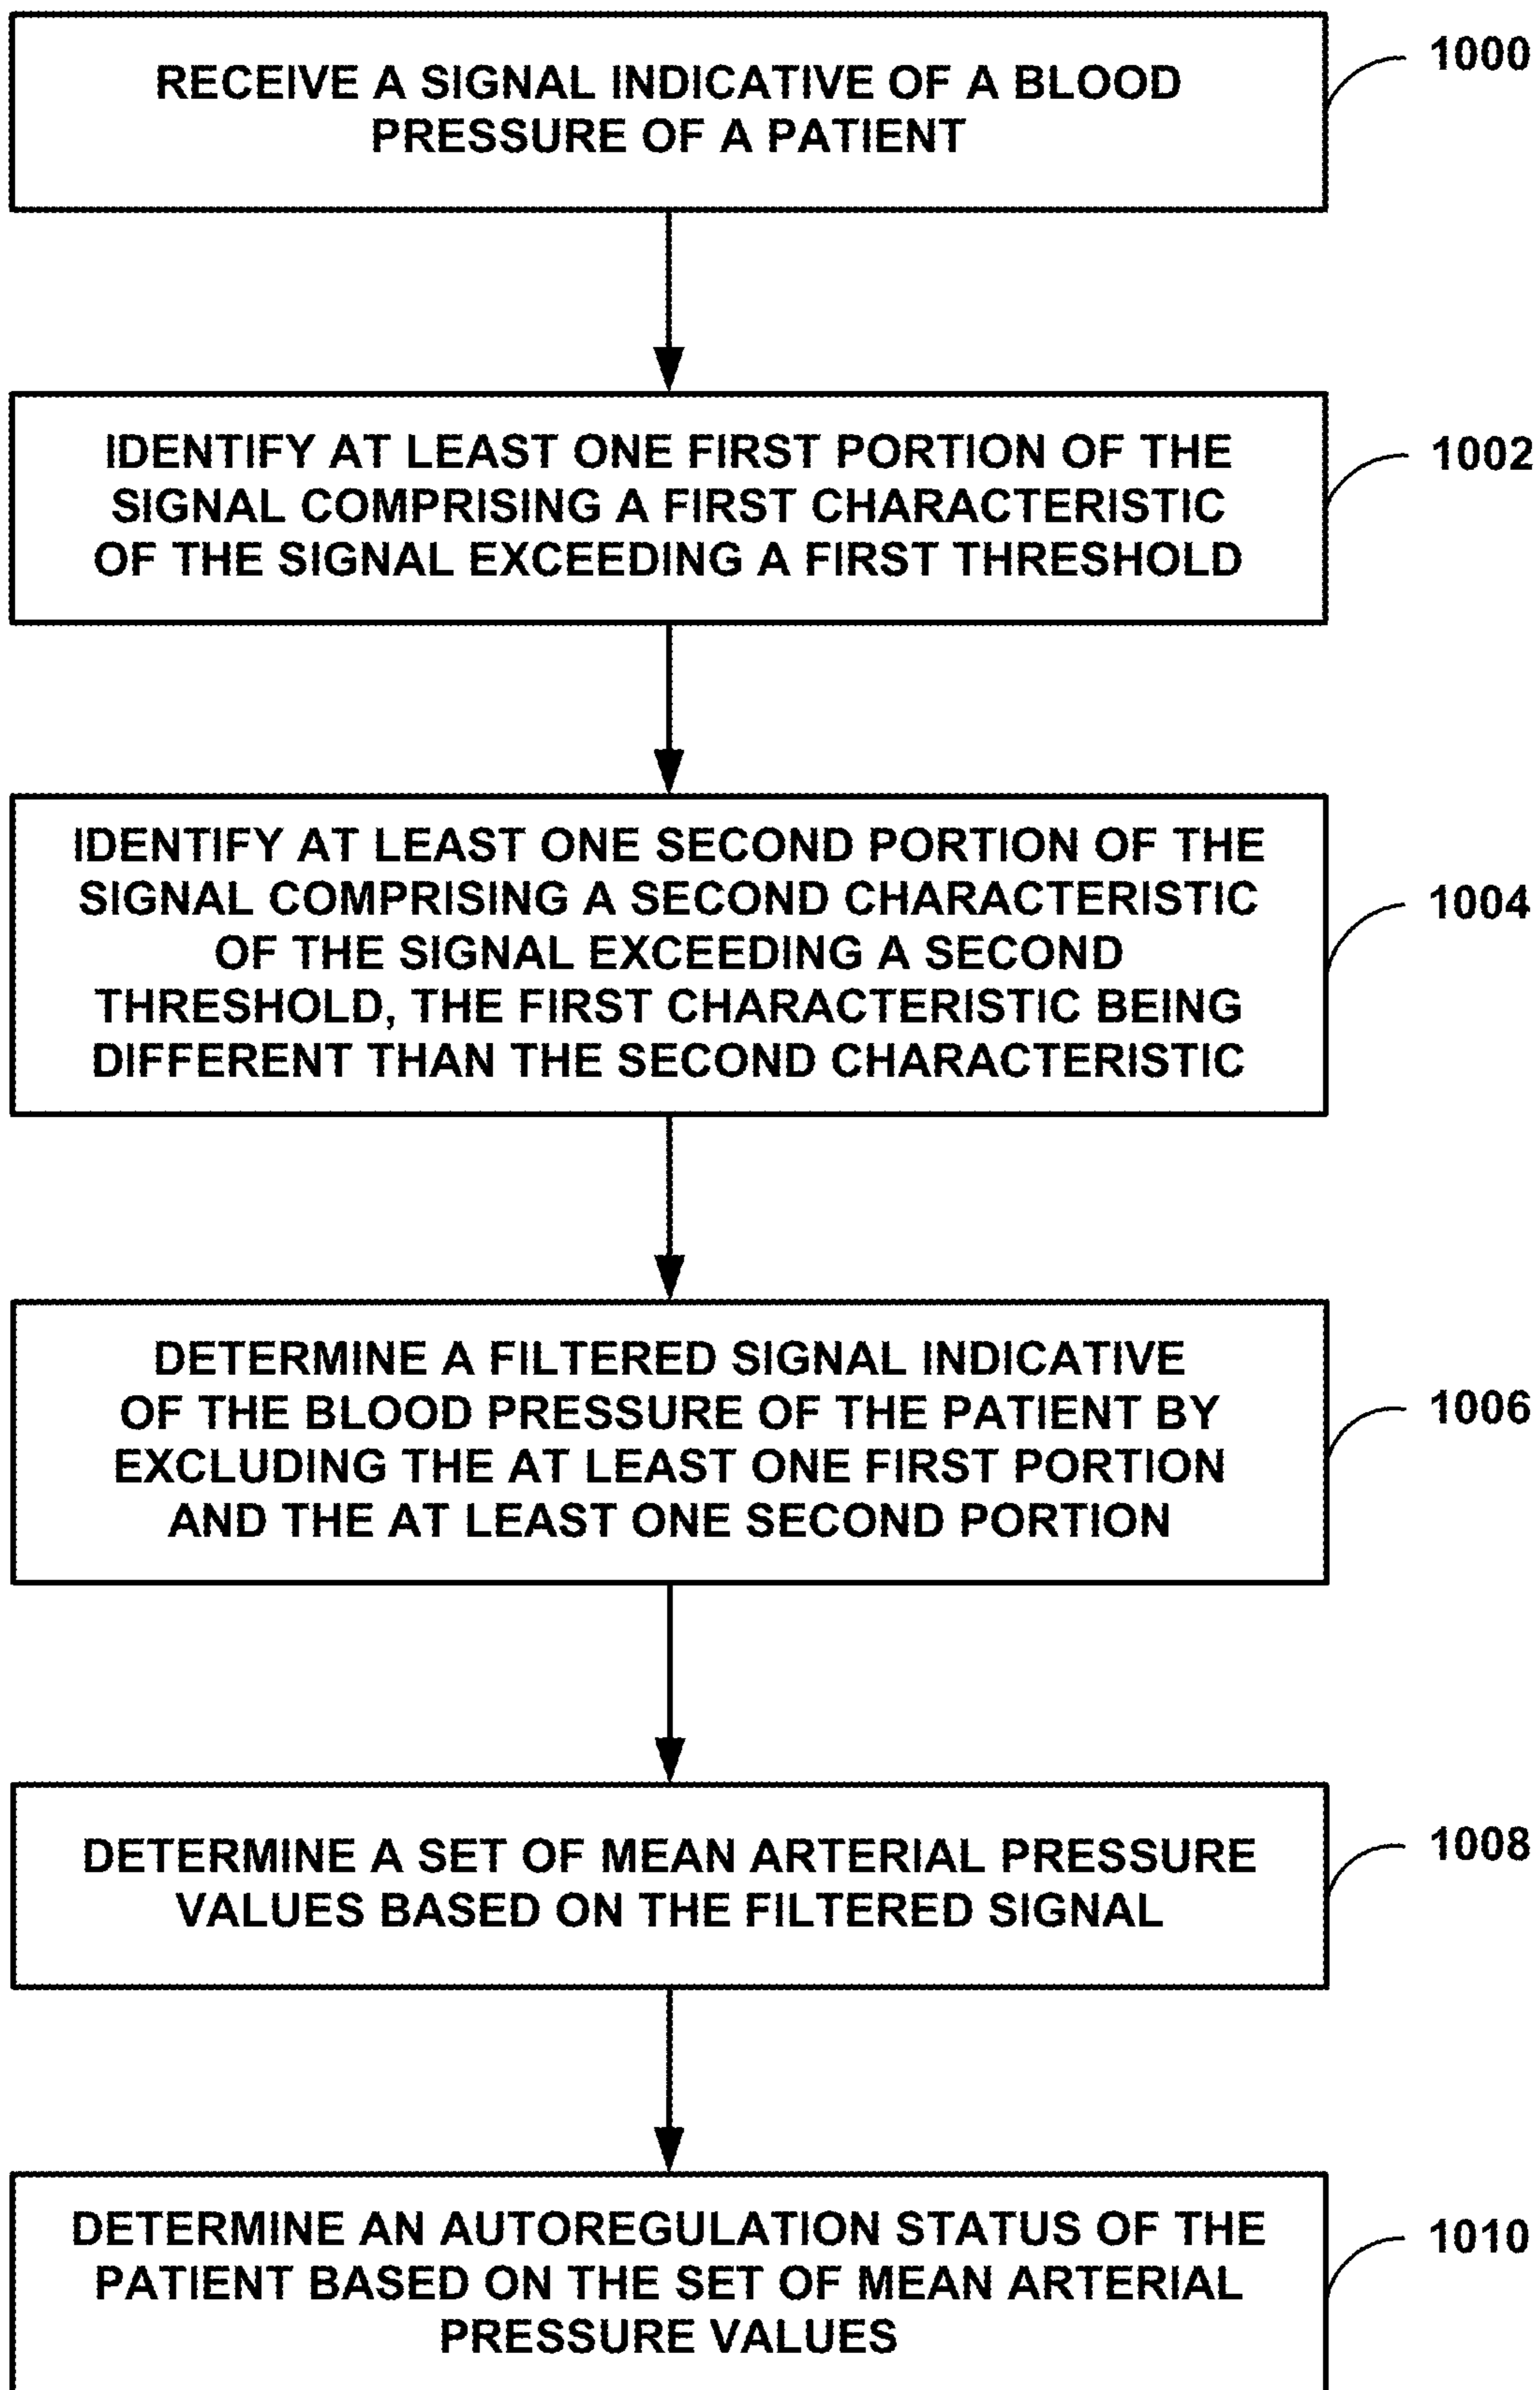 RECEIVE A SIGNAL INDICATIVE OF A BLOOD
PRESSURE OF A PATIENT
1000
IDENTIFY AT LEAST ONE FIRST PORTION OF THE
SIGNAL COMPRISING A FIRST CHARACTERISTIC
OF THE SIGNAL EXCEEDING A FIRST THRESHOLD
1002
IDENTIFY AT LEAST ONE SECOND PORTION OF THE
SIGNAL COMPRISING A SECOND CHARACTERISTIC
OF THE SIGNAL EXCEEDING A SECOND
THRESHOLD, THE FIRST CHARACTERISTIC BEING
DIFFERENT THAN THE SECOND CHARACTERISTIC
1004
DETERMINE A FILTERED SIGNAL INDICATIVE
OF THE BLOOD PRESSURE OF THE PATIENT BY
EXCLUDING THE AT LEAST ONE FIRST PORTION
AND THE AT LEAST ONE SECOND PORTION
1006
DETERMINE A SET OF MEAN ARTERIAL PRESSURE
VALUES BASED ON THE FILTERED SIGNAL
1008
DETERMINE AN AUTOREGULATION STATUS OF THE
PATIENT BASED ON THE SET OF MEAN ARTERIAL
PRESSURE VALUES
1010